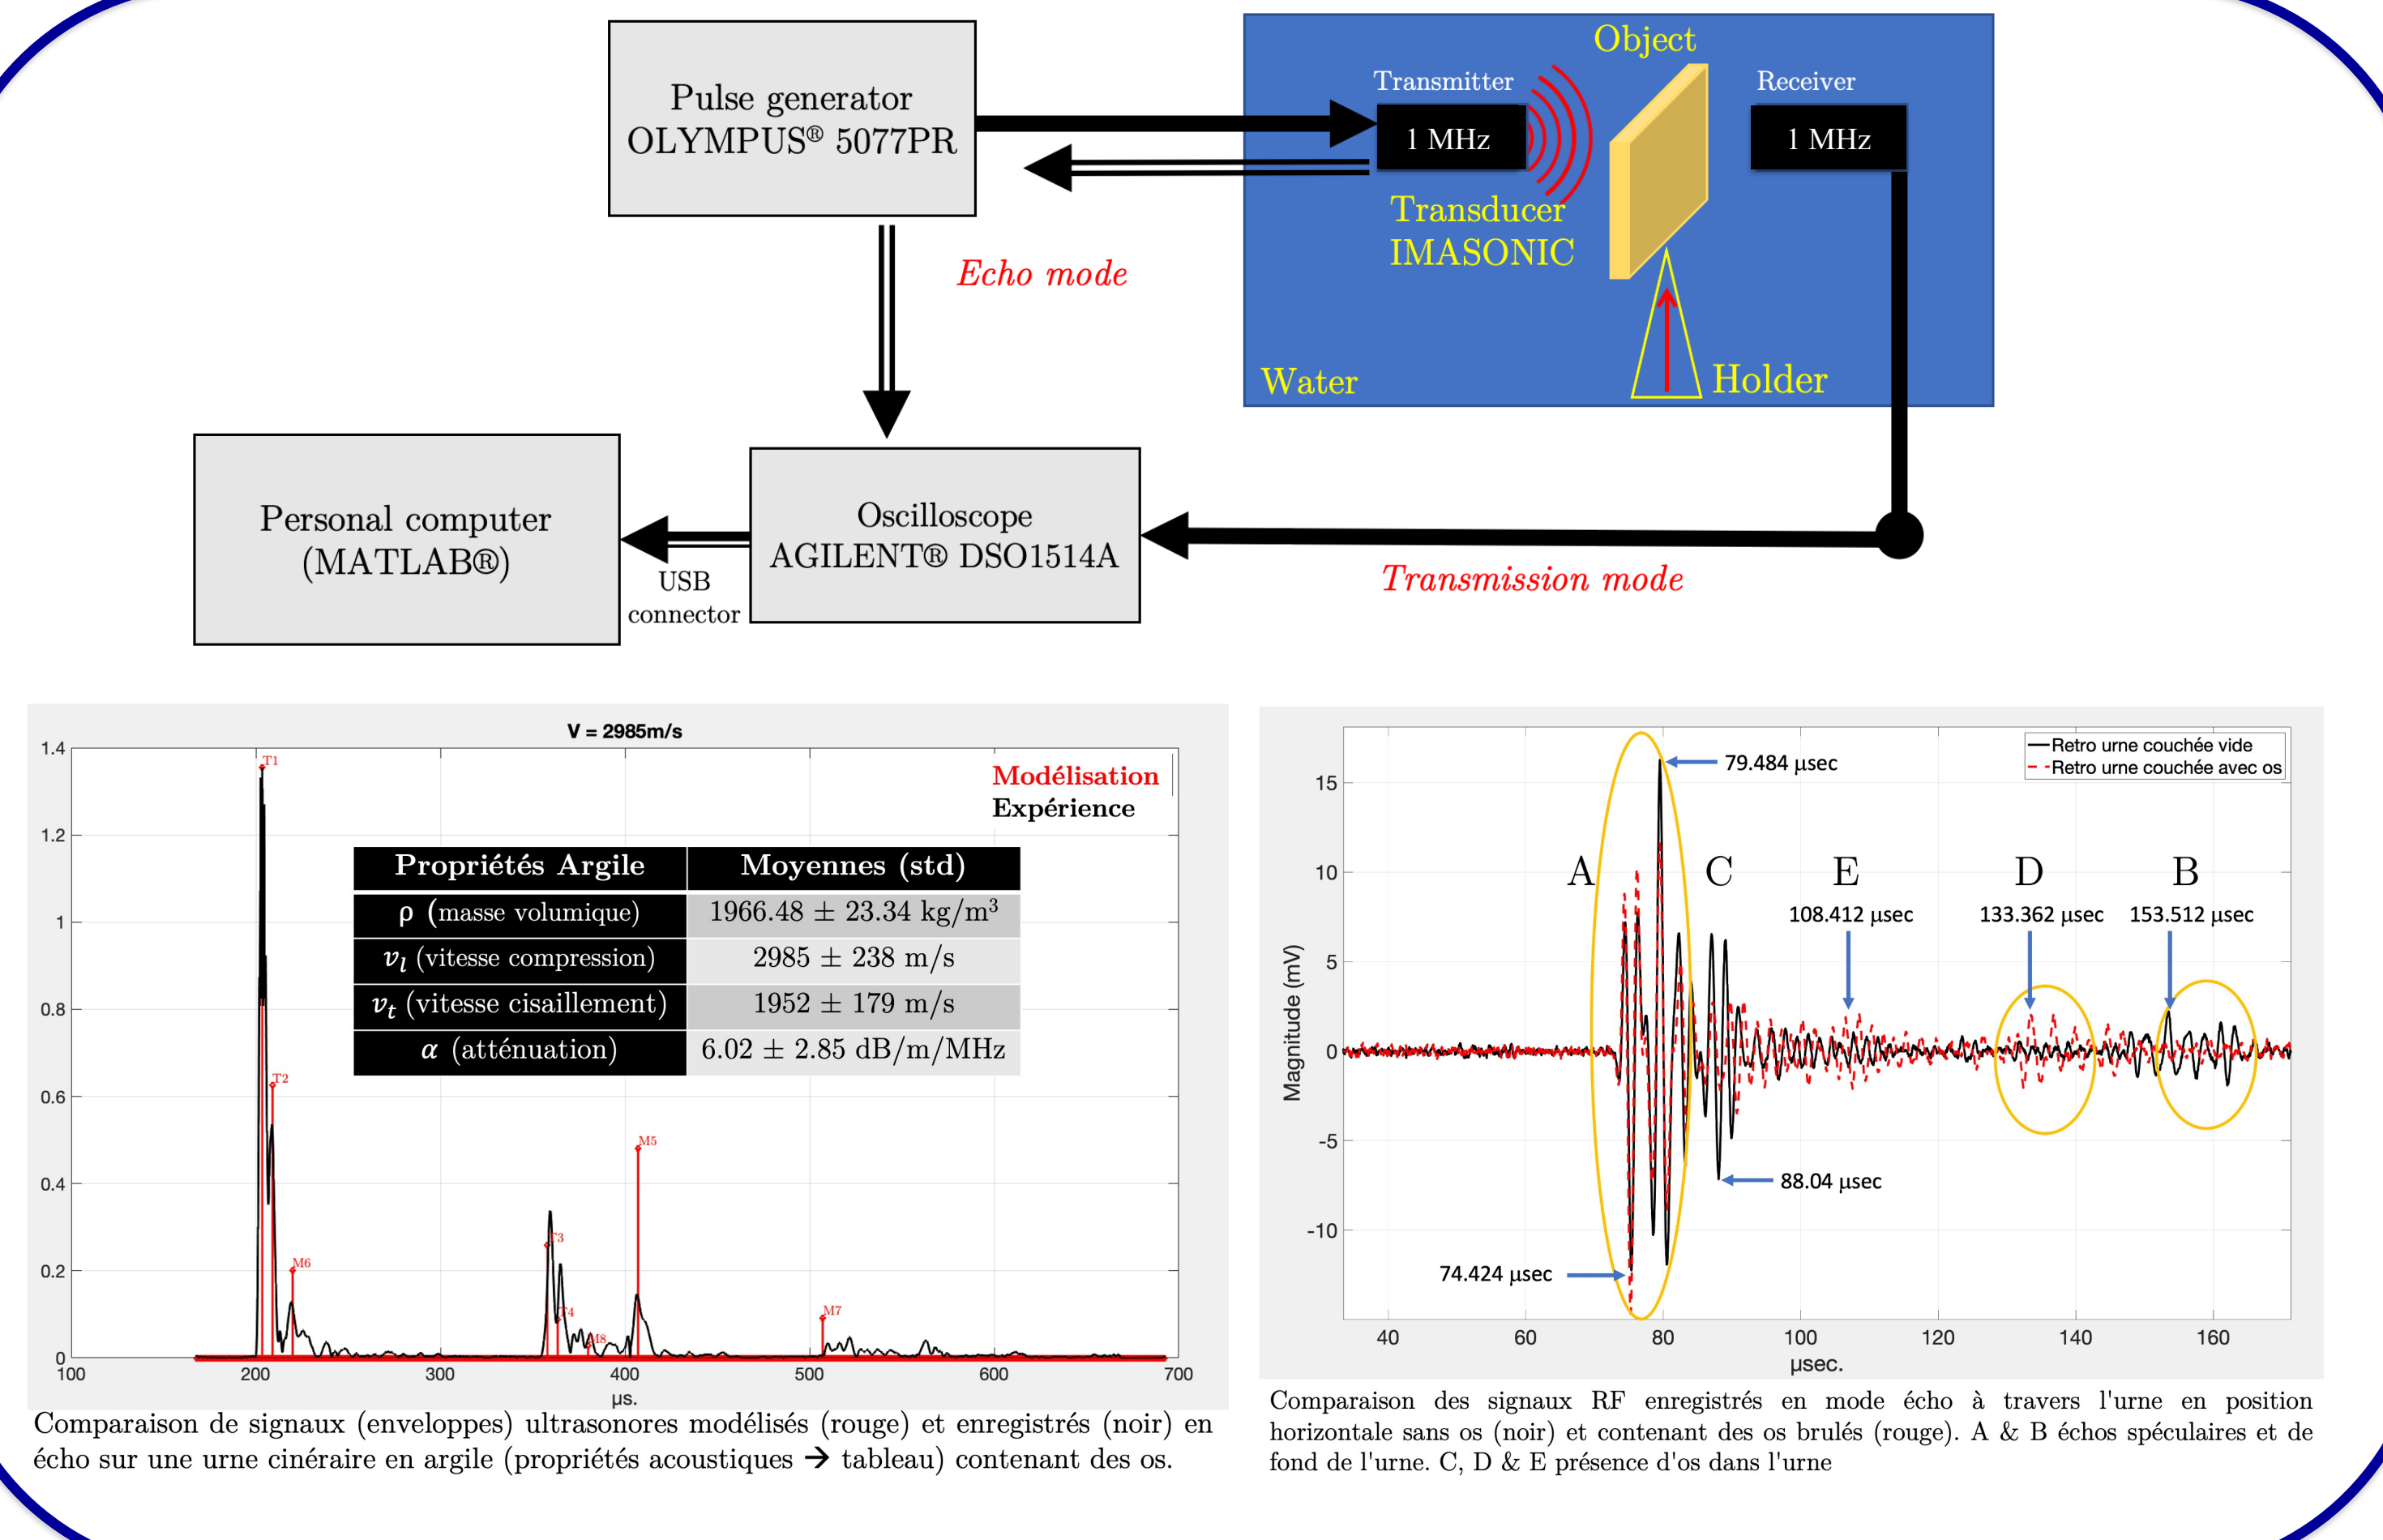 Pulse generator
OLYMPUS® 5077PR
Object
Transmitter
Receiver
1 MHz
1 MHz
Transducer
IMASONIC
Echo mode
Water
Holder
Personal computer
(MATLAB®)
USB
connector
Oscilloscope
AGILENT® DSO1514A
Transmission mode
V = 2985m/s
1.4
1.2
1
0.8
0.6
0.4
0.2
0
100
200
300
400
500
600
700
µs.
T1
T2
M6
T3
T4
M8
M5
M7
Modélisation
Expérience
Propriétés Argile Moyennes (std)
ρ (masse volumique) 1966.48 ± 23.34 kg/m³
v_l (vitesse compression) 2985 ± 238 m/s
v_t (vitesse cisaillement) 1952 ± 179 m/s
α (atténuation) 6.02 ± 2.85 dB/m/MHz
Comparaison de signaux (enveloppes) ultrasonores modélisés (rouge) et enregistrés (noir) en
écho sur une urne cinéraire en argile (propriétés acoustiques → tableau) contenant des os.
Retro urne couchée vide
Retro urne couchée avec os
Magnitude (mV)
15
10
5
0
-5
-10
40
60
80
100
120
140
160
µsec.
79.484 µsec
A
C
E
D
B
108.412 µsec
133.362 µsec
153.512 µsec
88.04 µsec
74.424 µsec
Comparaison des signaux RF enregistrés en mode écho à travers l'urne en position
horizontale sans os (noir) et contenant des os brulés (rouge). A & B échos spéculaires et de
fond de l'urne. C, D & E présence d'os dans l'urne